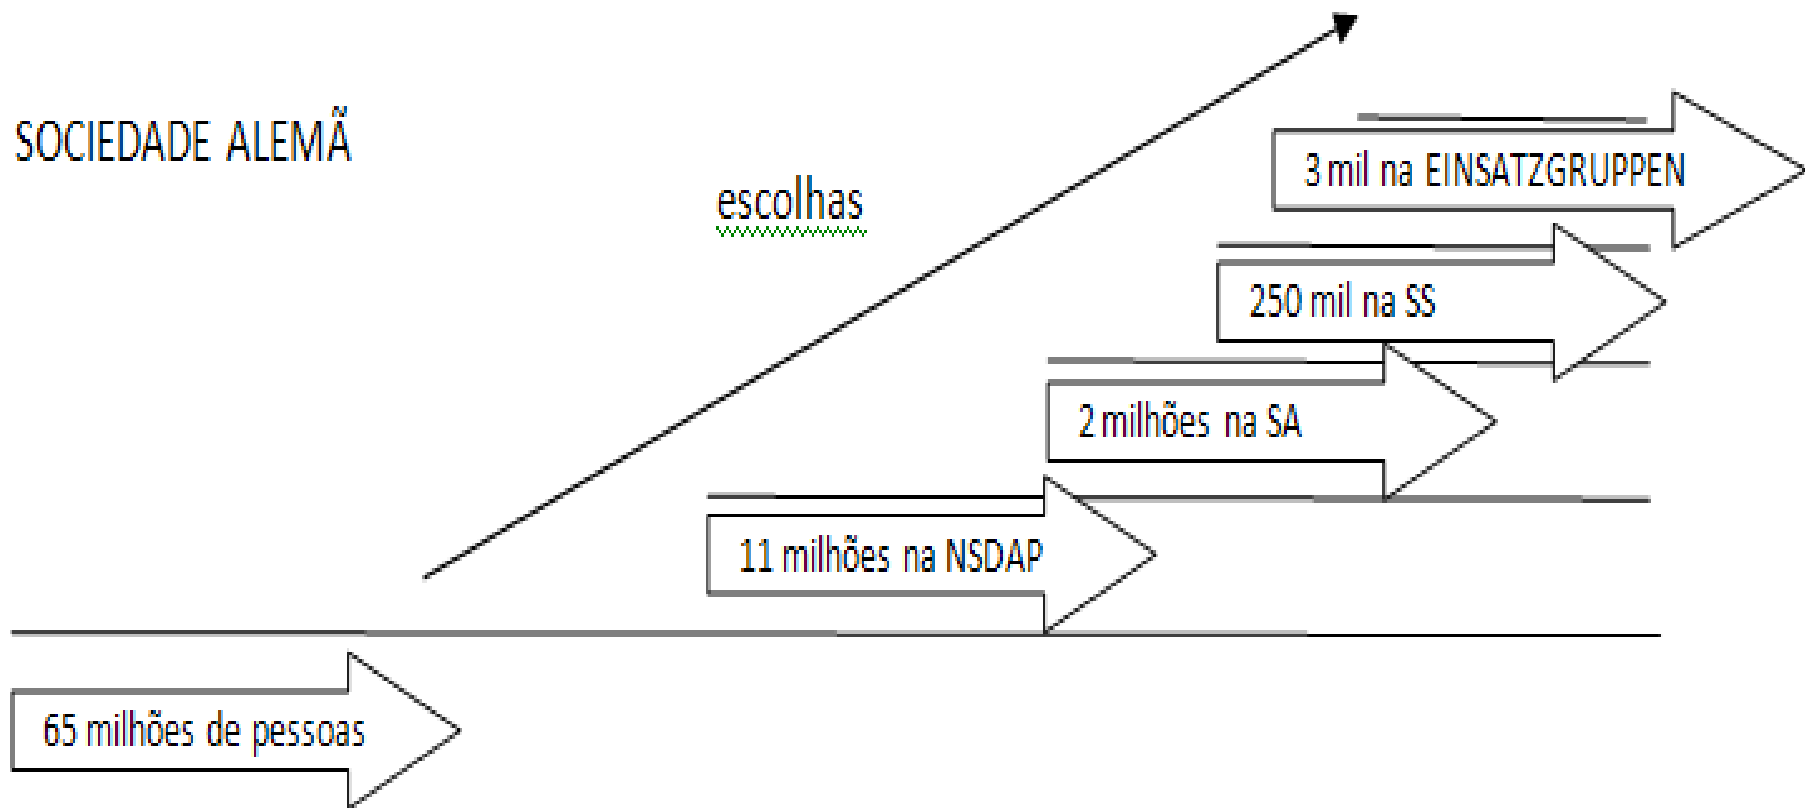 SOCIEDADE ALEMÃ
escolhas
3 mil na EINSATZGRUPPEN
250 mil na SS
2 milhões na SA
11 milhões na NSDAP
65 milhões de pessoas